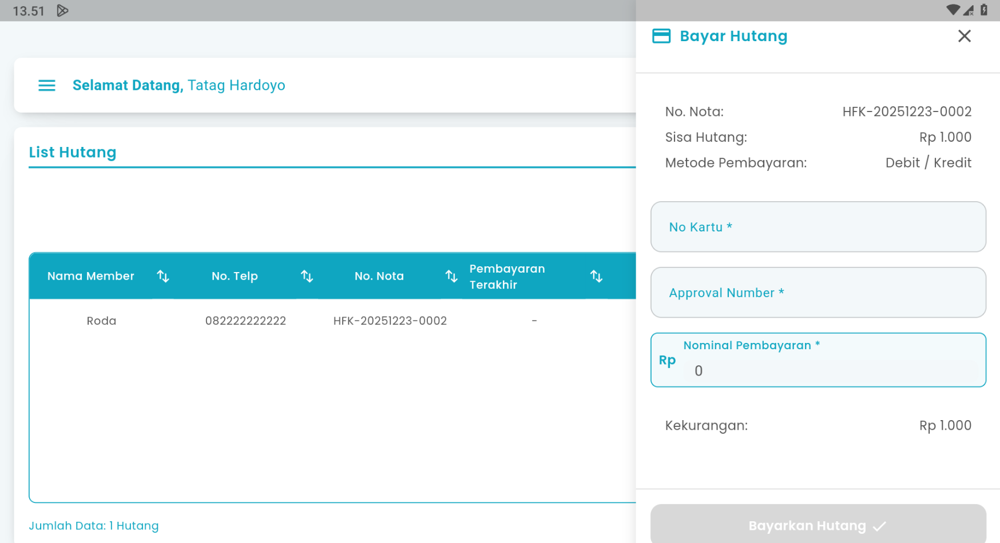 13.51
Bayar Hutang
Selamat Datang, Tatag Hardoyo
No. Nota: HFK-20251223-0002
Sisa Hutang: Rp 1.000
Metode Pembayaran: Debit / Kredit
List Hutang
No Kartu *
Approval Number *
Nominal Pembayaran *
Rp
0
Kekurangan: Rp 1.000
Bayarkan Hutang
Nama Member No. Telp No. Nota Pembayaran Terakhir
Roda 082222222222 HFK-20251223-0002 -
Jumlah Data: 1 Hutang